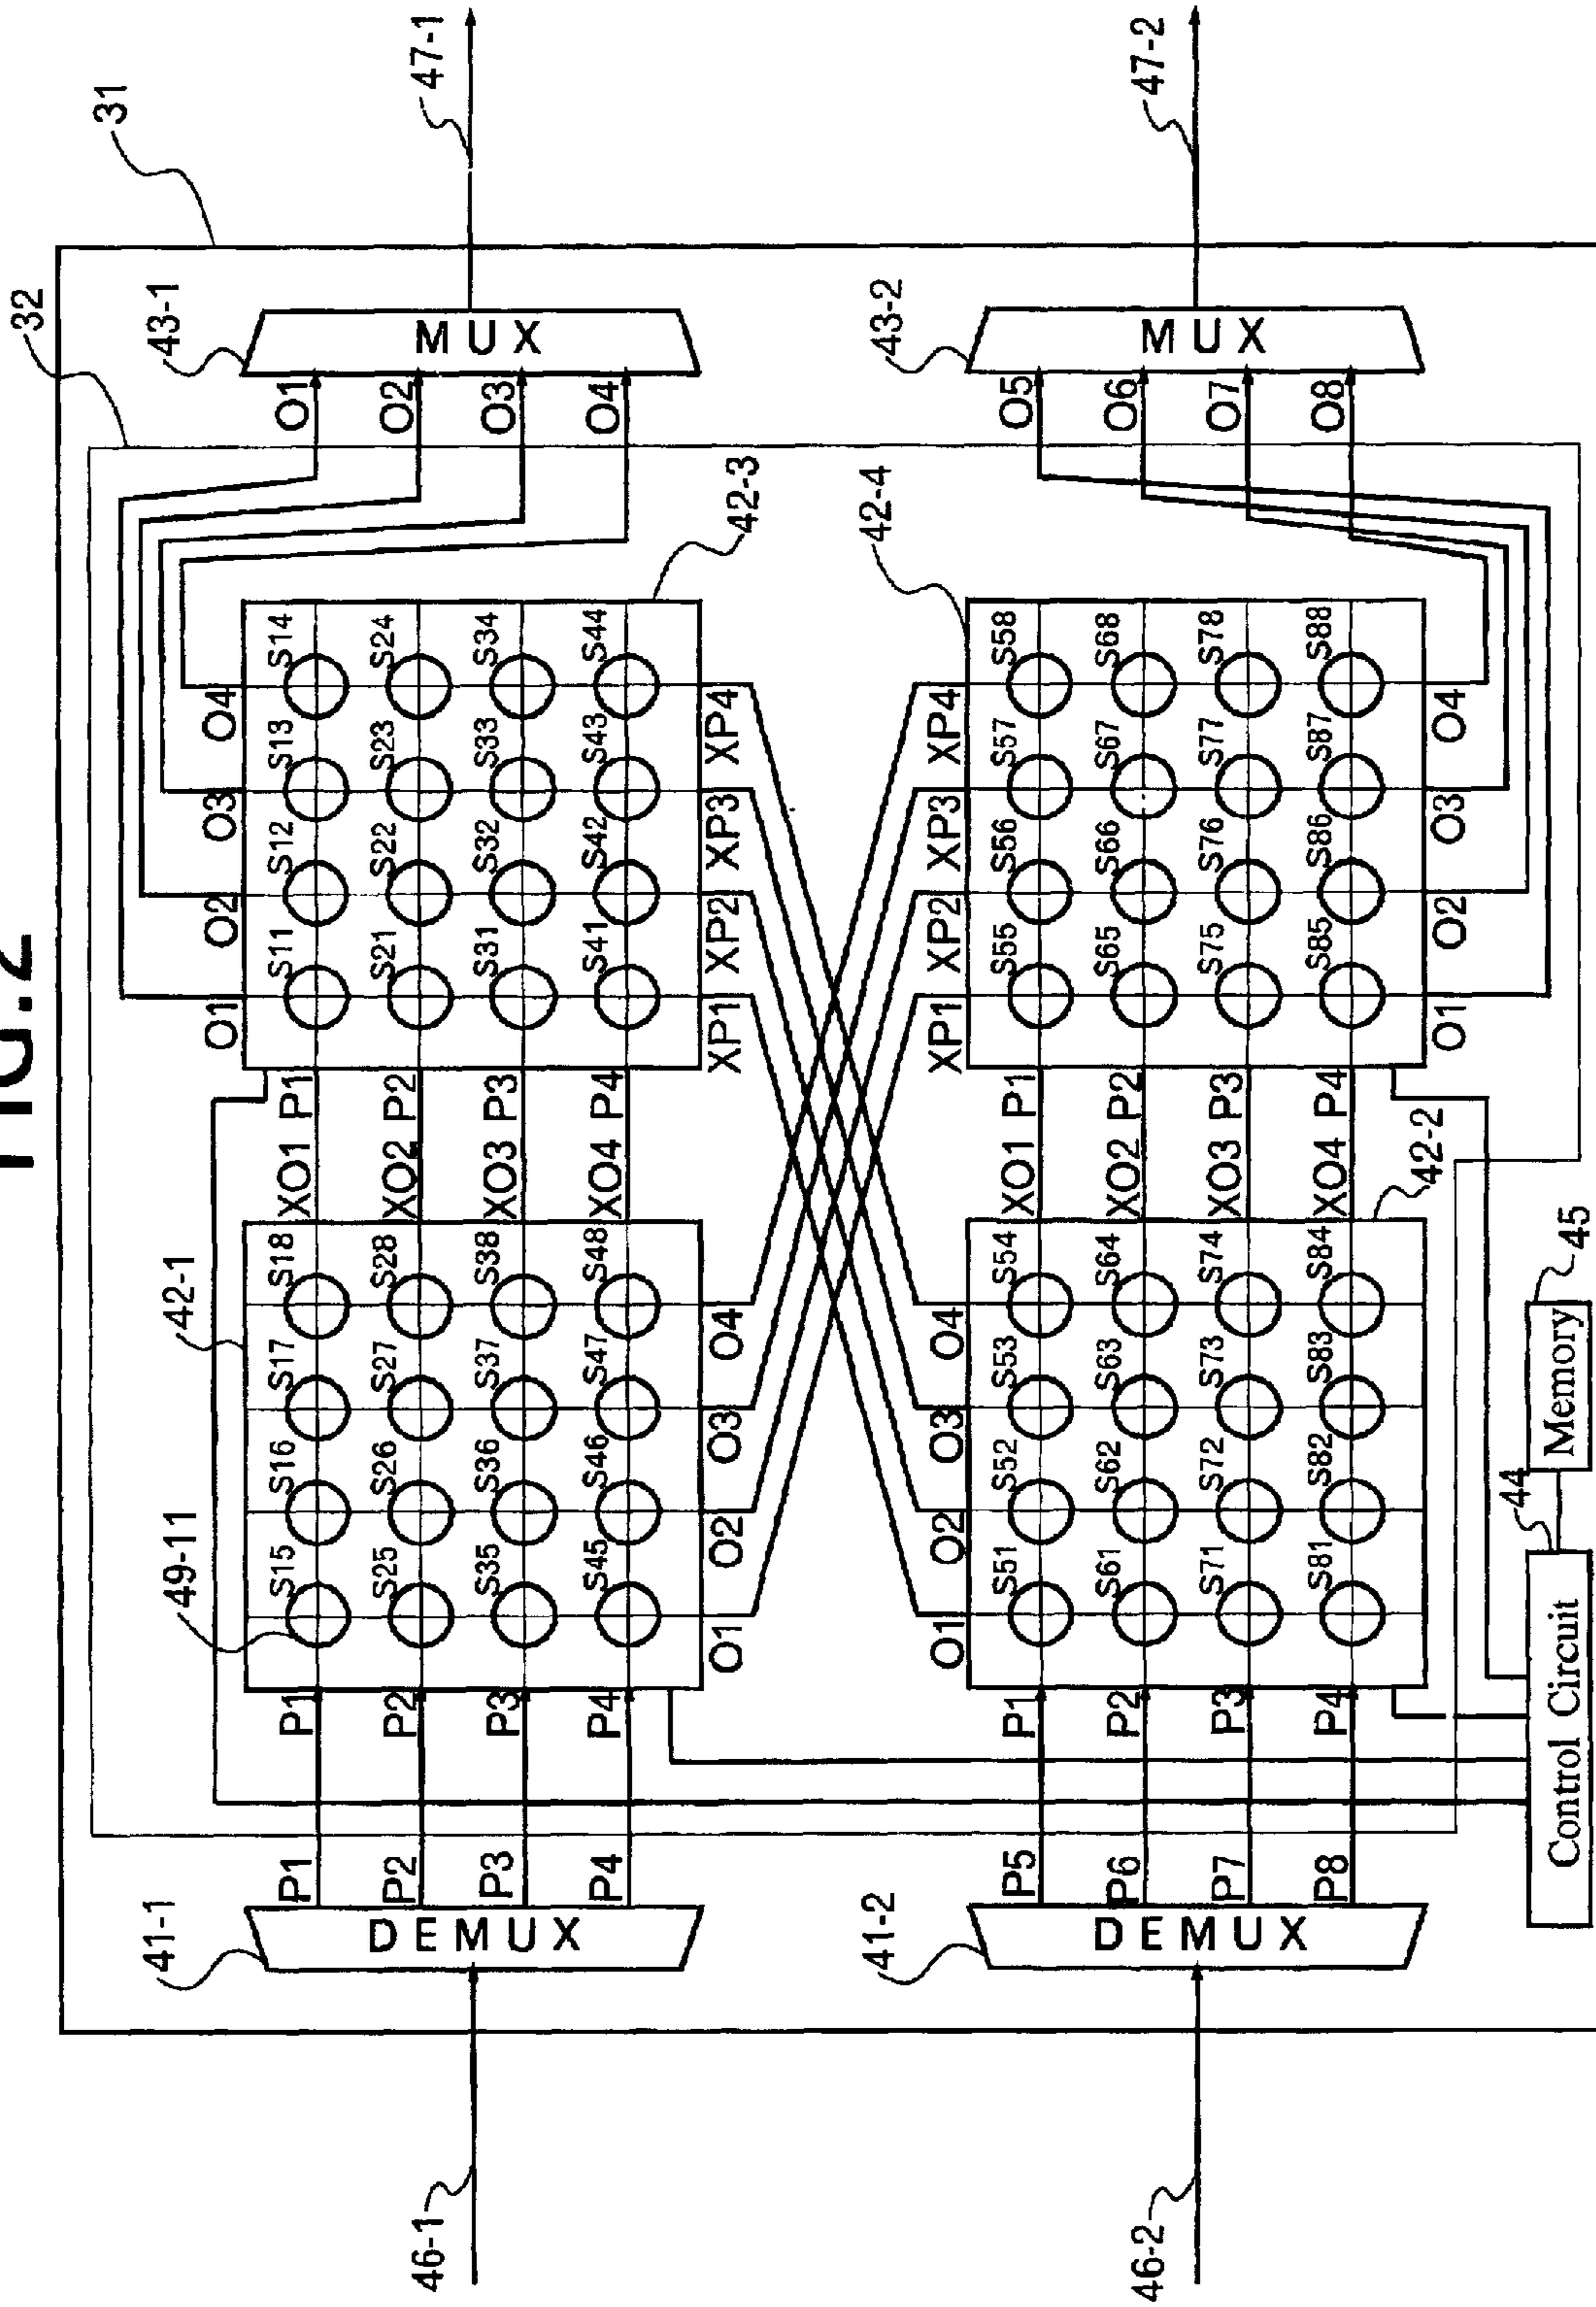 FIG.2
31
32
46-1
41-1
DEMUX
P1
P2
P3
P4
P1
P2
P3
P4
49-11
42-1
S15 S16 S17 S18
S25 S26 S27 S28
S35 S36 S37 S38
S45 S46 S47 S48
O1 O2 O3 O4
XO1 P1
XO2 P2
XO3 P3
XO4 P4
O1 O2 O3 O4
S11 S12 S13 S14
S21 S22 S23 S24
S31 S32 S33 S34
S41 S42 S43 S44
XP1 XP2 XP3 XP4
42-3
O1
O2
O3
O4
43-1
MUX
47-1
46-2
41-2
DEMUX
P5
P6
P7
P8
P1
P2
P3
P4
O1 O2 O3 O4
S51 S52 S53 S54
S61 S62 S63 S64
S71 S72 S73 S74
S81 S82 S83 S84
42-2
XO1 P1
XO2 P2
XO3 P3
XO4 P4
XP1 XP2 XP3 XP4
42-4
S55 S56 S57 S58
S65 S66 S67 S68
S75 S76 S77 S78
S85 S86 S87 S88
O1 O2 O3 O4
O5
O6
O7
O8
43-2
MUX
47-2
44
Control Circuit
Memory
45